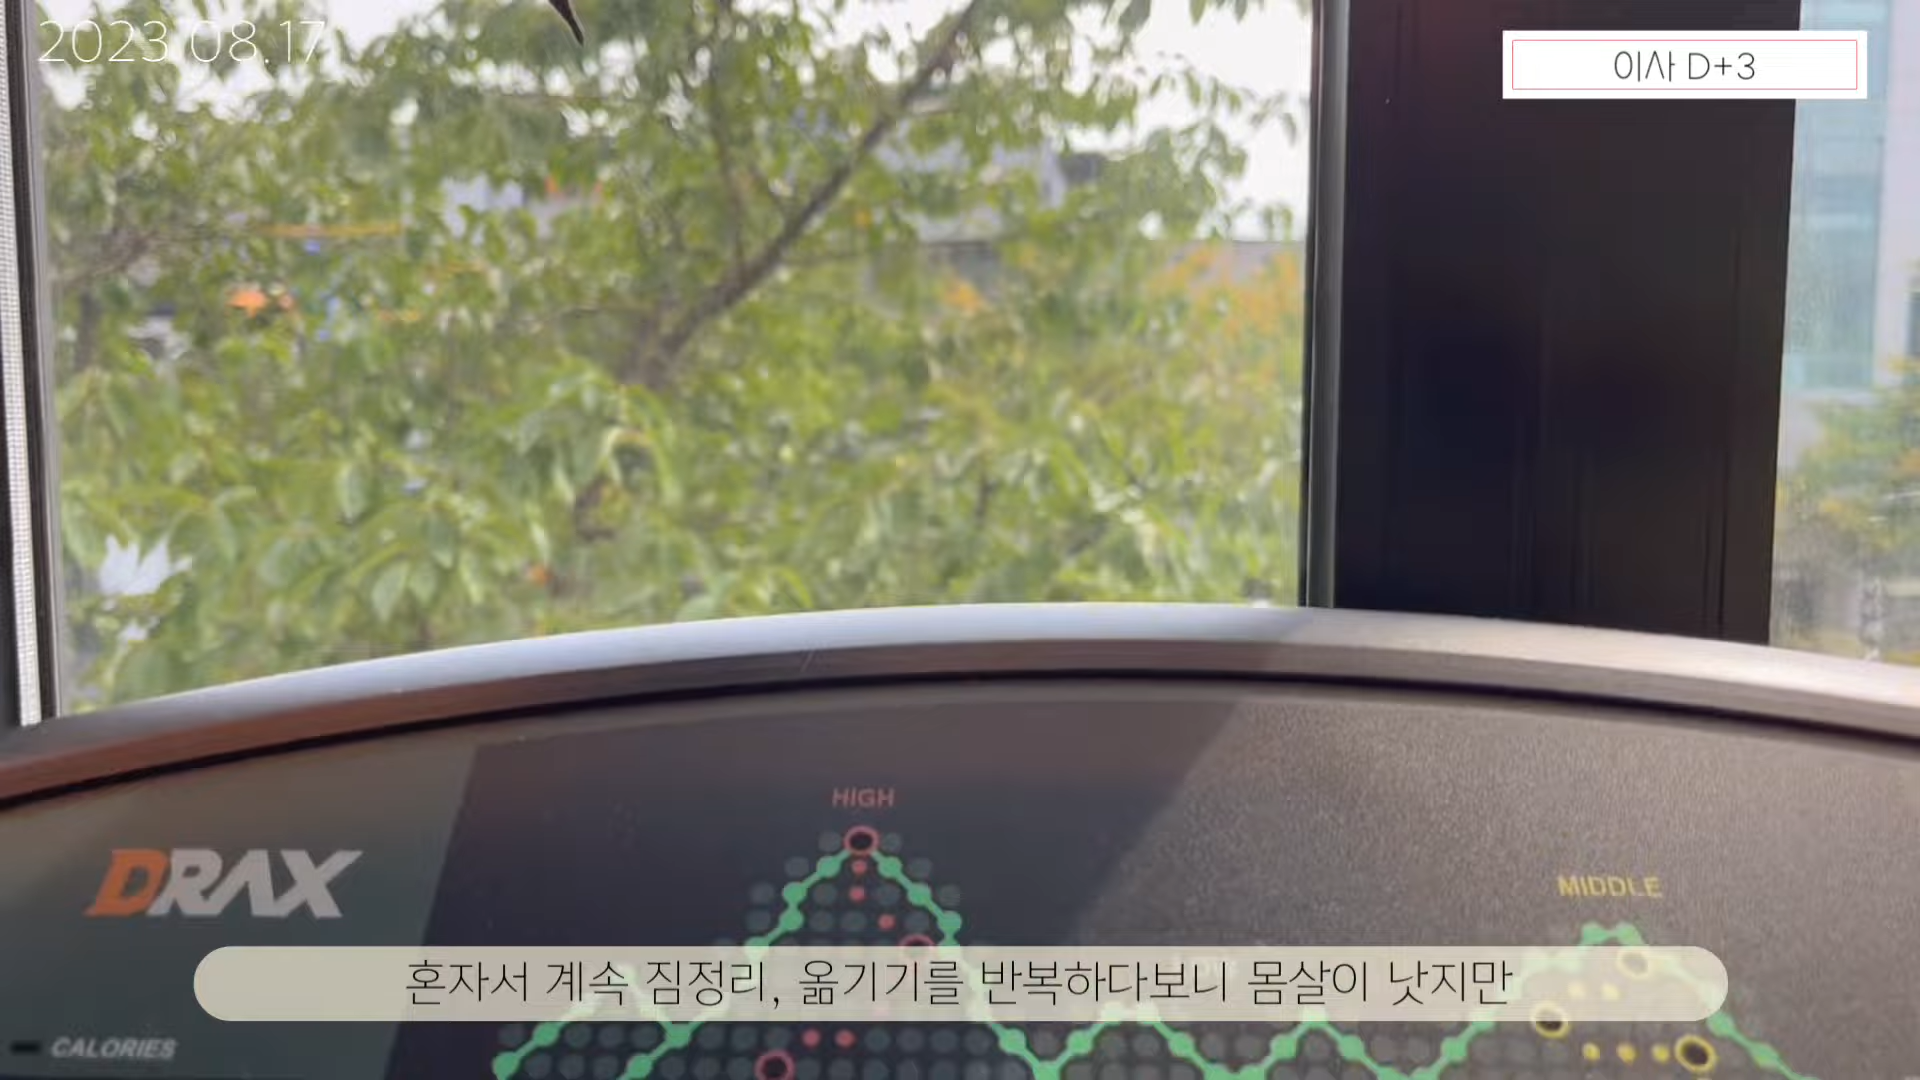 2023.08.17
이사 D+3
HIGH
DRAX
MIDDLE
혼자서 계속 짐정리, 옮기기를 반복하다보니 몸살이 낫지만
CALORIES